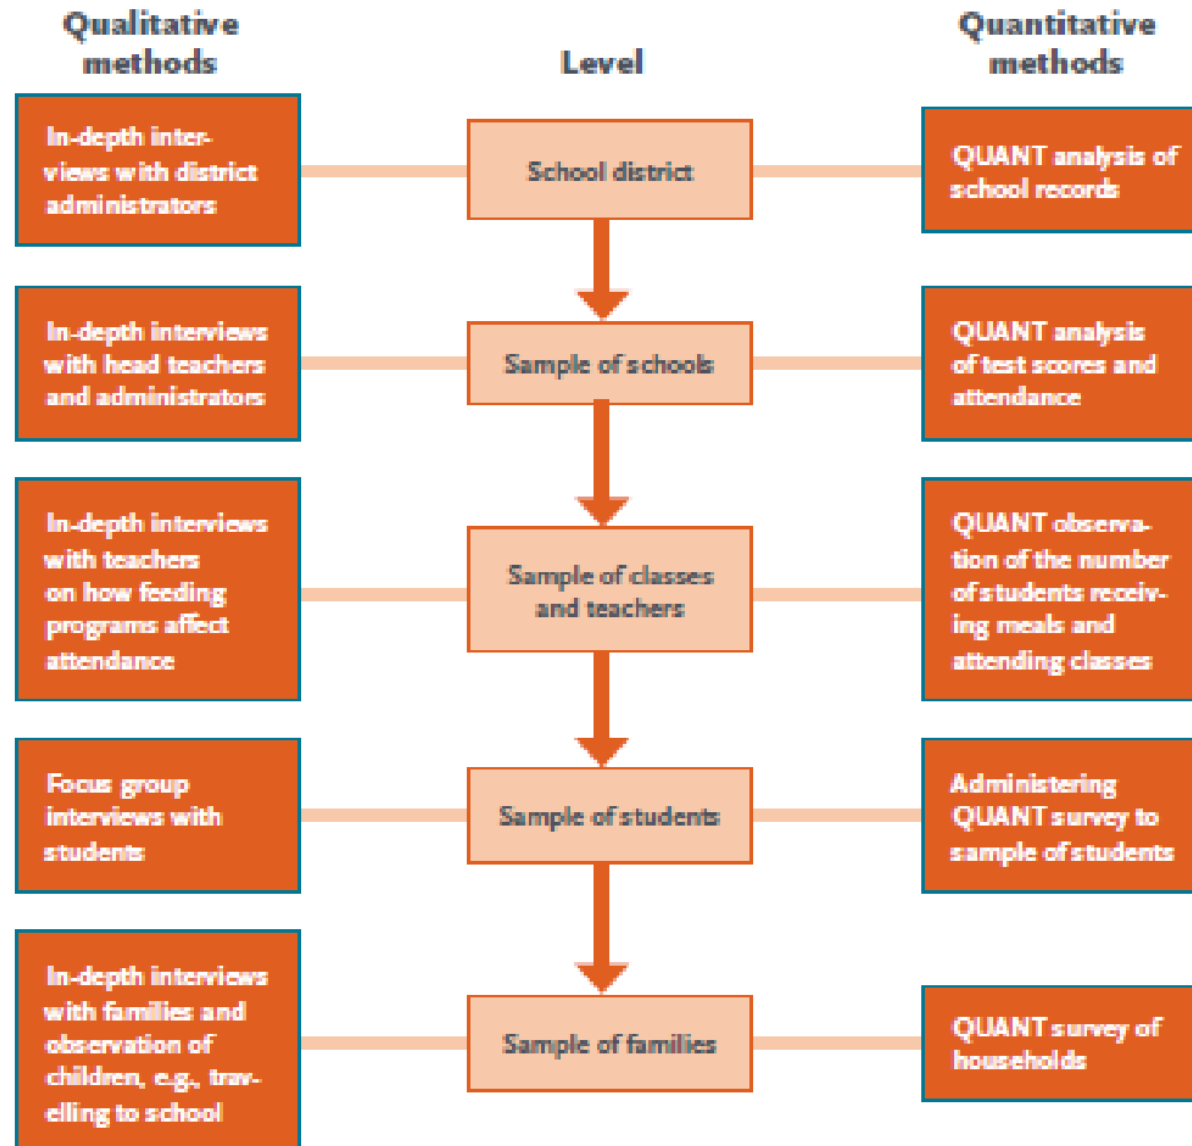 Qualitative
methods
Level
Quantitative
methods
In-depth inter-
views with district
administrators
School district
QUANT analysis of
school records
In-depth interviews
with head teachers
and administrators
Sample of schools
QUANT analysis
of test scores and
attendance
In-depth interviews
with teachers
on how feeding
programs affect
attendance
Sample of classes
and teachers
QUANT observa-
tion of the number
of students receiv-
ing meals and
attending classes
Focus group
interviews with
students
Sample of students
Administering
QUANT survey to
sample of students
In-depth interviews
with families and
observation of
children, e.g., trav-
elling to school
Sample of families
QUANT survey of
households